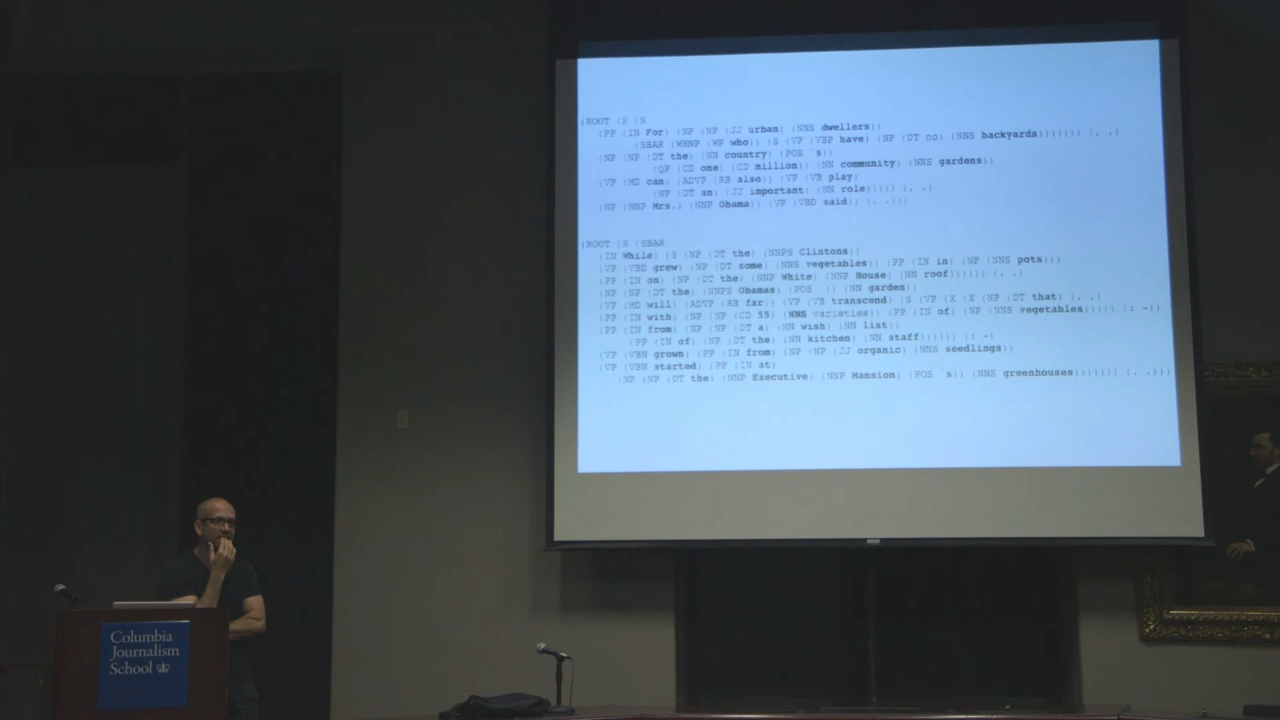 (ROOT (S (S
(PP (IN For) (NP (NP (JJ urban) (NNS dwellers))
(SBAR (WHNP (WP who)) (S (VP (VBP have) (NP (DT no) (NNS backyards))))))) (, ,)
(NP (NP (DT the) (NN country) (POS 's))
(QP (CD one) (CD million)) (NN community) (NNS gardens))
(VP (MD can) (ADVP (RB also)) (VP (VB play)
(NP (DT an) (JJ important) (NN role))))) (, ,)
(NP (NNP Mrs.) (NNP Obama)) (VP (VBD said)) (. .)))
(ROOT (S (SBAR
(IN While) (S (NP (DT the) (NNPS Clintons))
(VP (VBD grew) (NP (DT some) (NNS vegetables)) (PP (IN in) (NP (NNS pots)))
(PP (IN on) (NP (DT the) (NNP White) (NNP House) (NN roof)))))) (, ,)
(NP (NP (DT the) (NNPS Obamas) (POS ')) (NN garden))
(VP (MD will) (ADVP (RB far)) (VP (VB transcend) (S (VP (X (X (NP (DT that) (, ,)
(PP (IN with) (NP (NP (CD 55) (NNS varieties)) (PP (IN of) (NP (NNS vegetables))))) (: -))
(PP (IN from) (NP (NP (DT a) (NN wish) (NN list))
(PP (IN of) (NP (DT the) (NN kitchen) (NN staff)))))) (: -)
(VP (VBN grown) (PP (IN from) (NP (NP (JJ organic) (NNS seedlings))
(VP (VBN started) (PP (IN at)
(NP (NP (DT the) (NNP Executive) (NNP Mansion) (POS 's)) (NNS greenhouses))))))) (. .)))
Columbia
Journalism
School